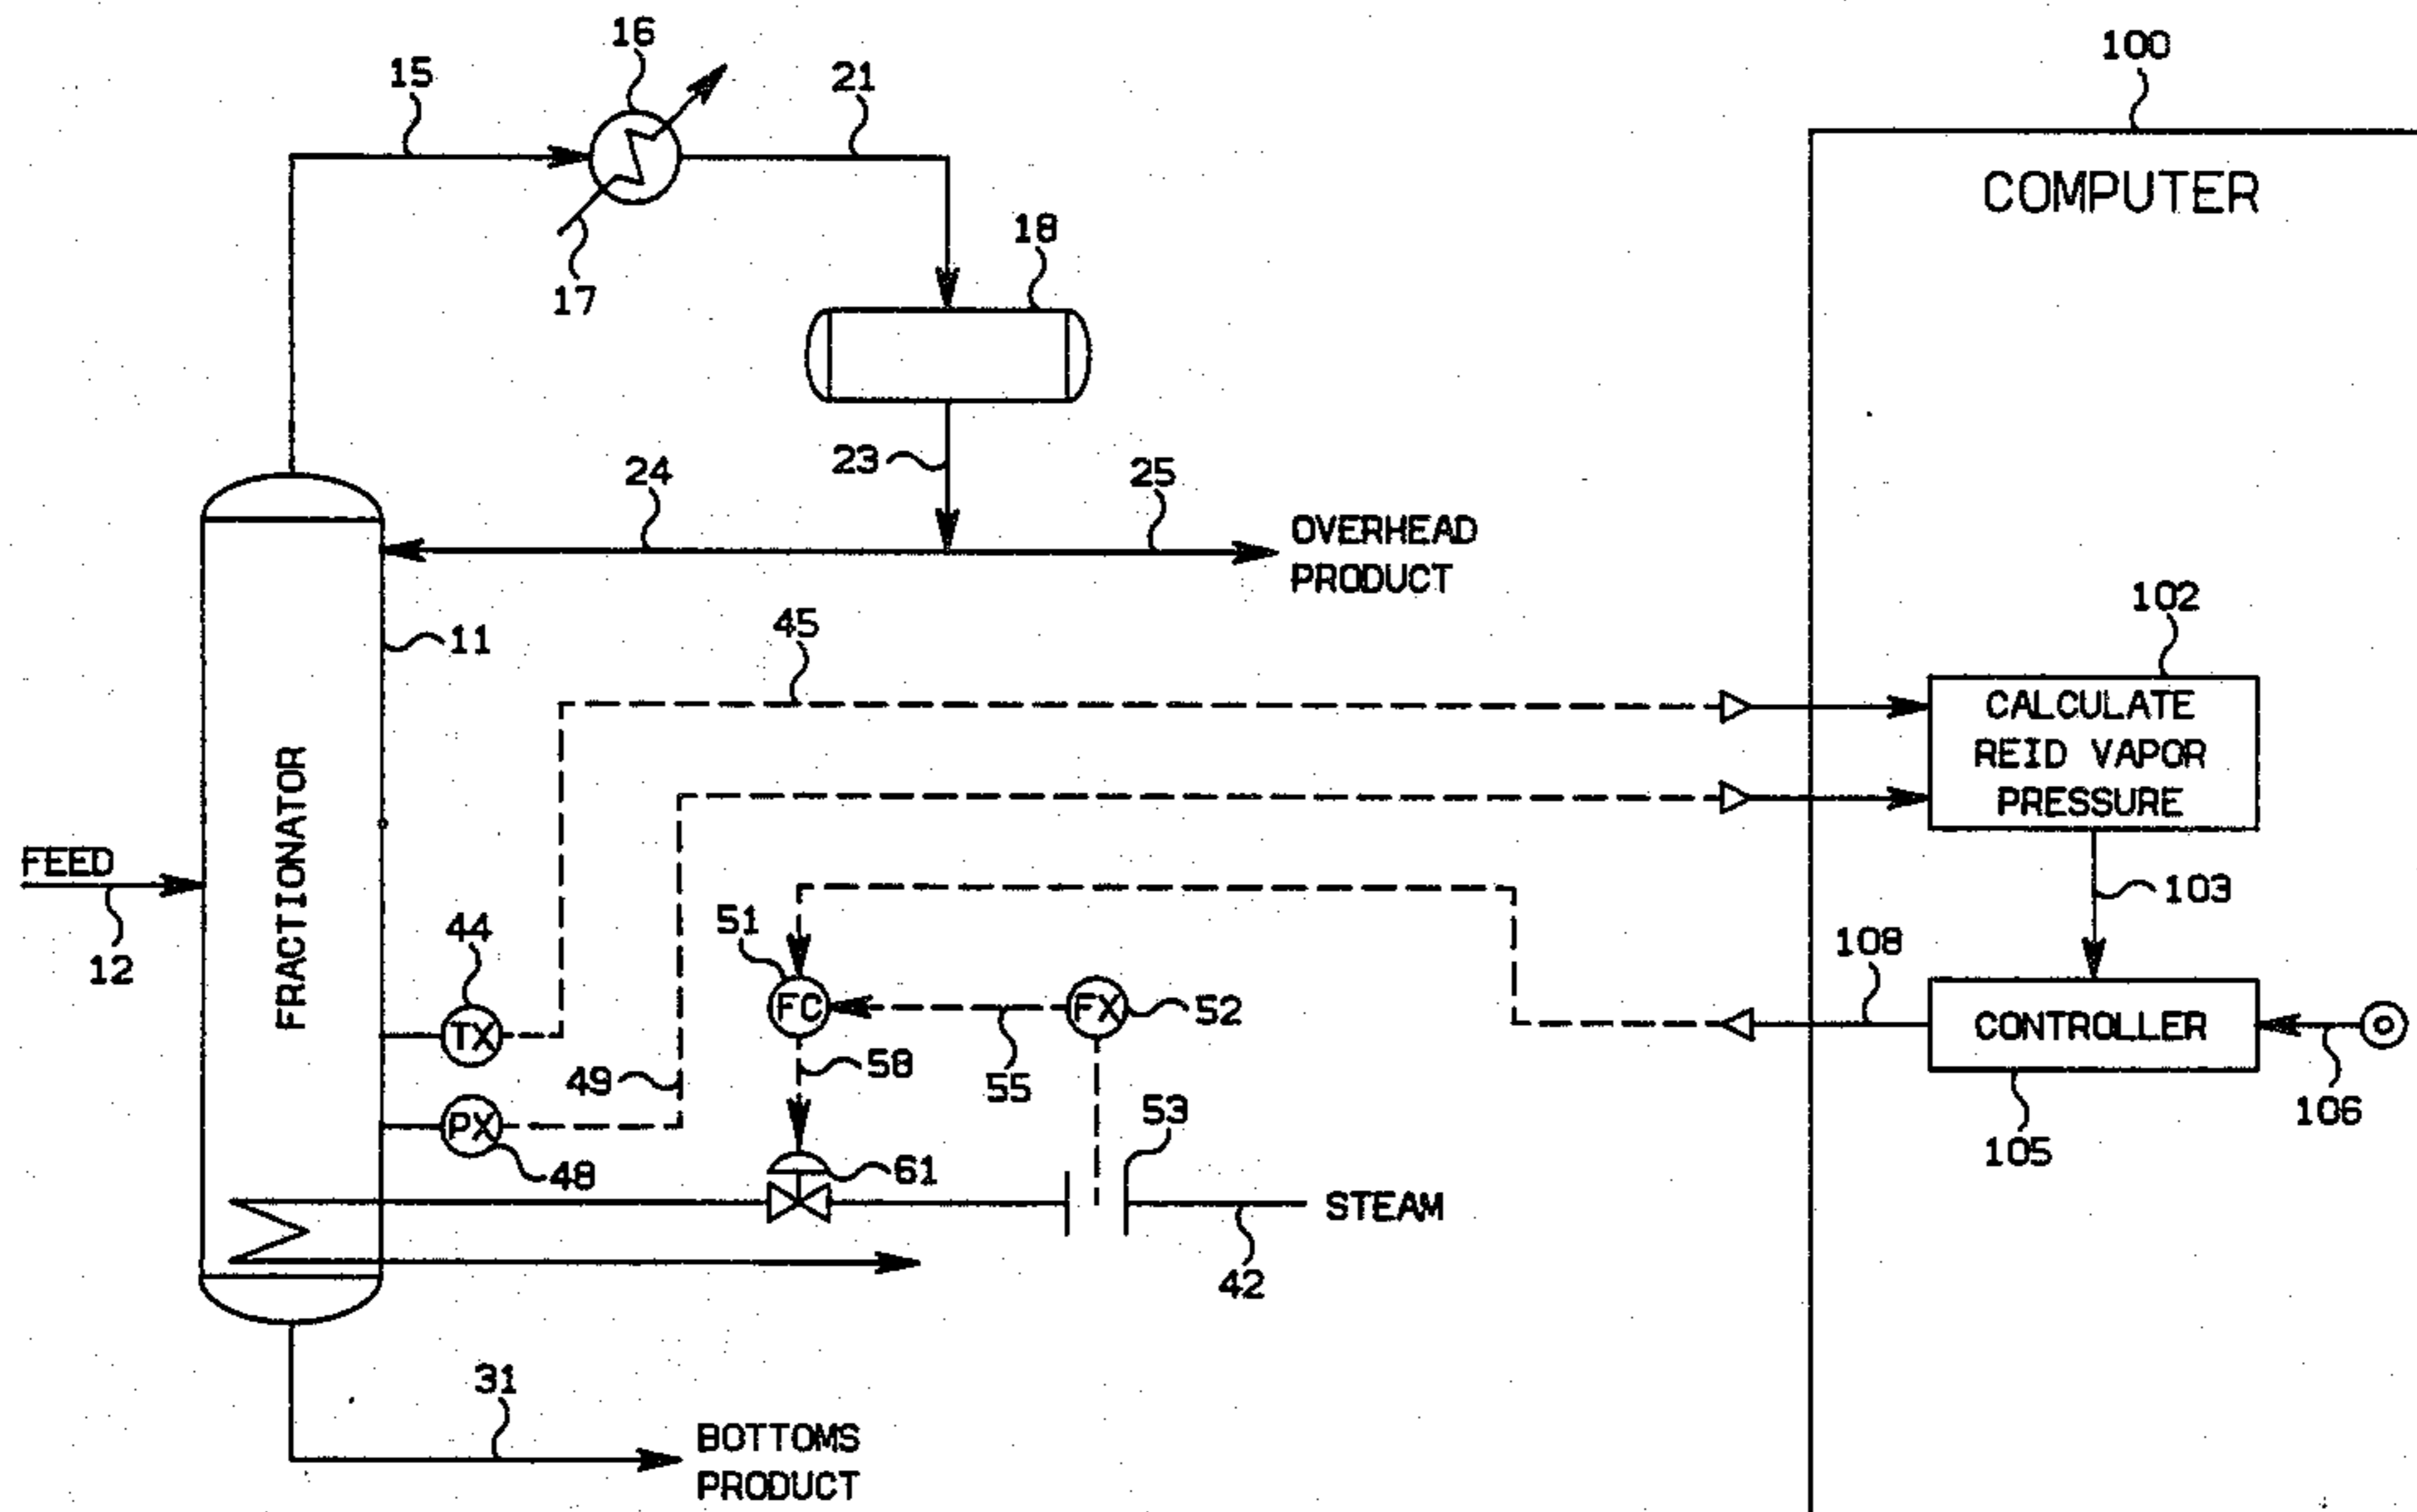 16
15
21
100
COMPUTER
18
17
24
23
25
OVERHEAD
PRODUCT
11
45
102
CALCULATE
REID VAPOR
PRESSURE
FRACTIONATOR
FEED
12
44
51
103
108
FC
FX
52
TX
CONTROLLER
58
55
49
53
106
PX
48
61
105
STEAM
42
31
BOTTOMS
PRODUCT